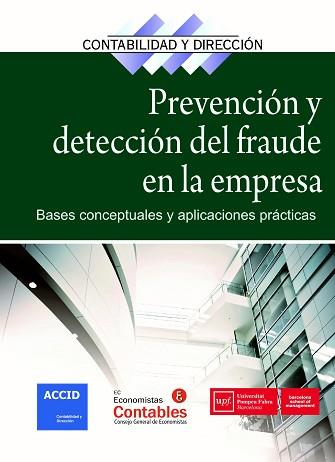 CONTABILIDAD Y DIRECCIÓN
Prevención y
detección del fraude
en la empresa
Bases conceptuales y aplicaciones prácticas
ACCID
Contabilidad y
Dirección
EC
Economistas
Contables
Consejo General de Economistas
upf.
Universitat
Pompeu Fabra
Barcelona
barcelona
school of
management